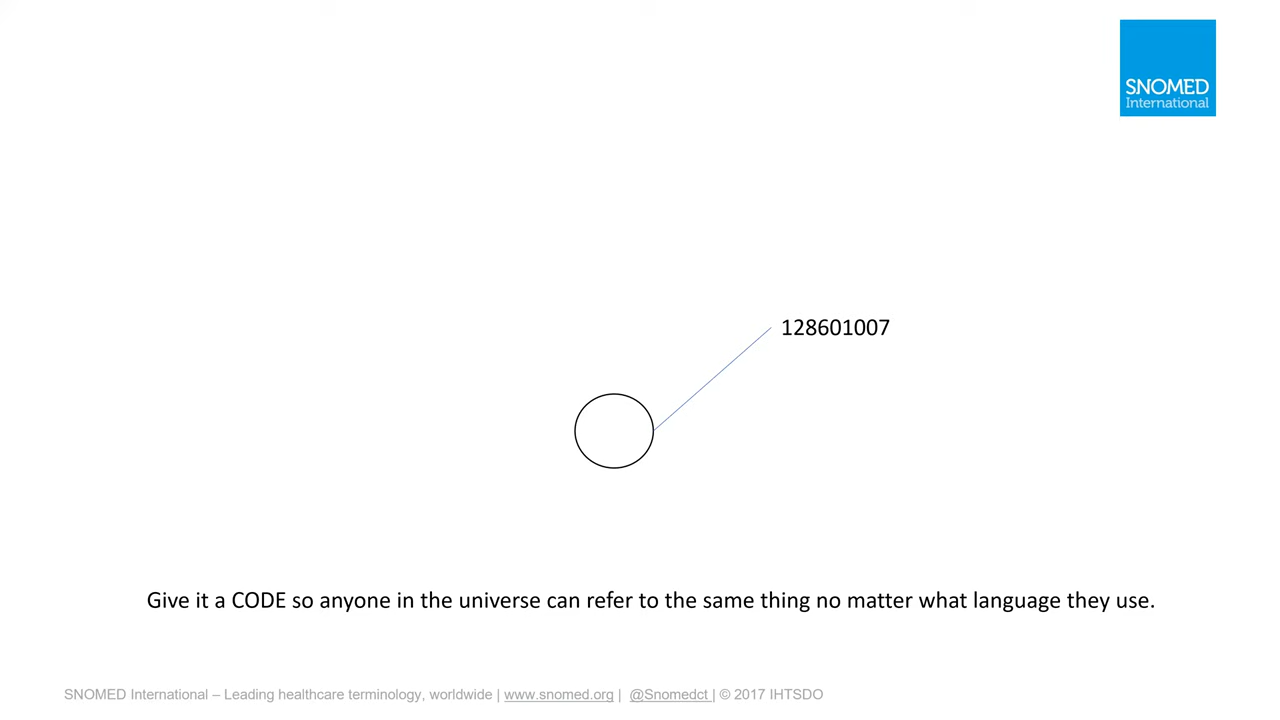 SNOMED
International
128601007
Give it a CODE so anyone in the universe can refer to the same thing no matter what language they use.
SNOMED International – Leading healthcare terminology, worldwide | www.snomed.org | @Snomedct | © 2017 IHTSDO